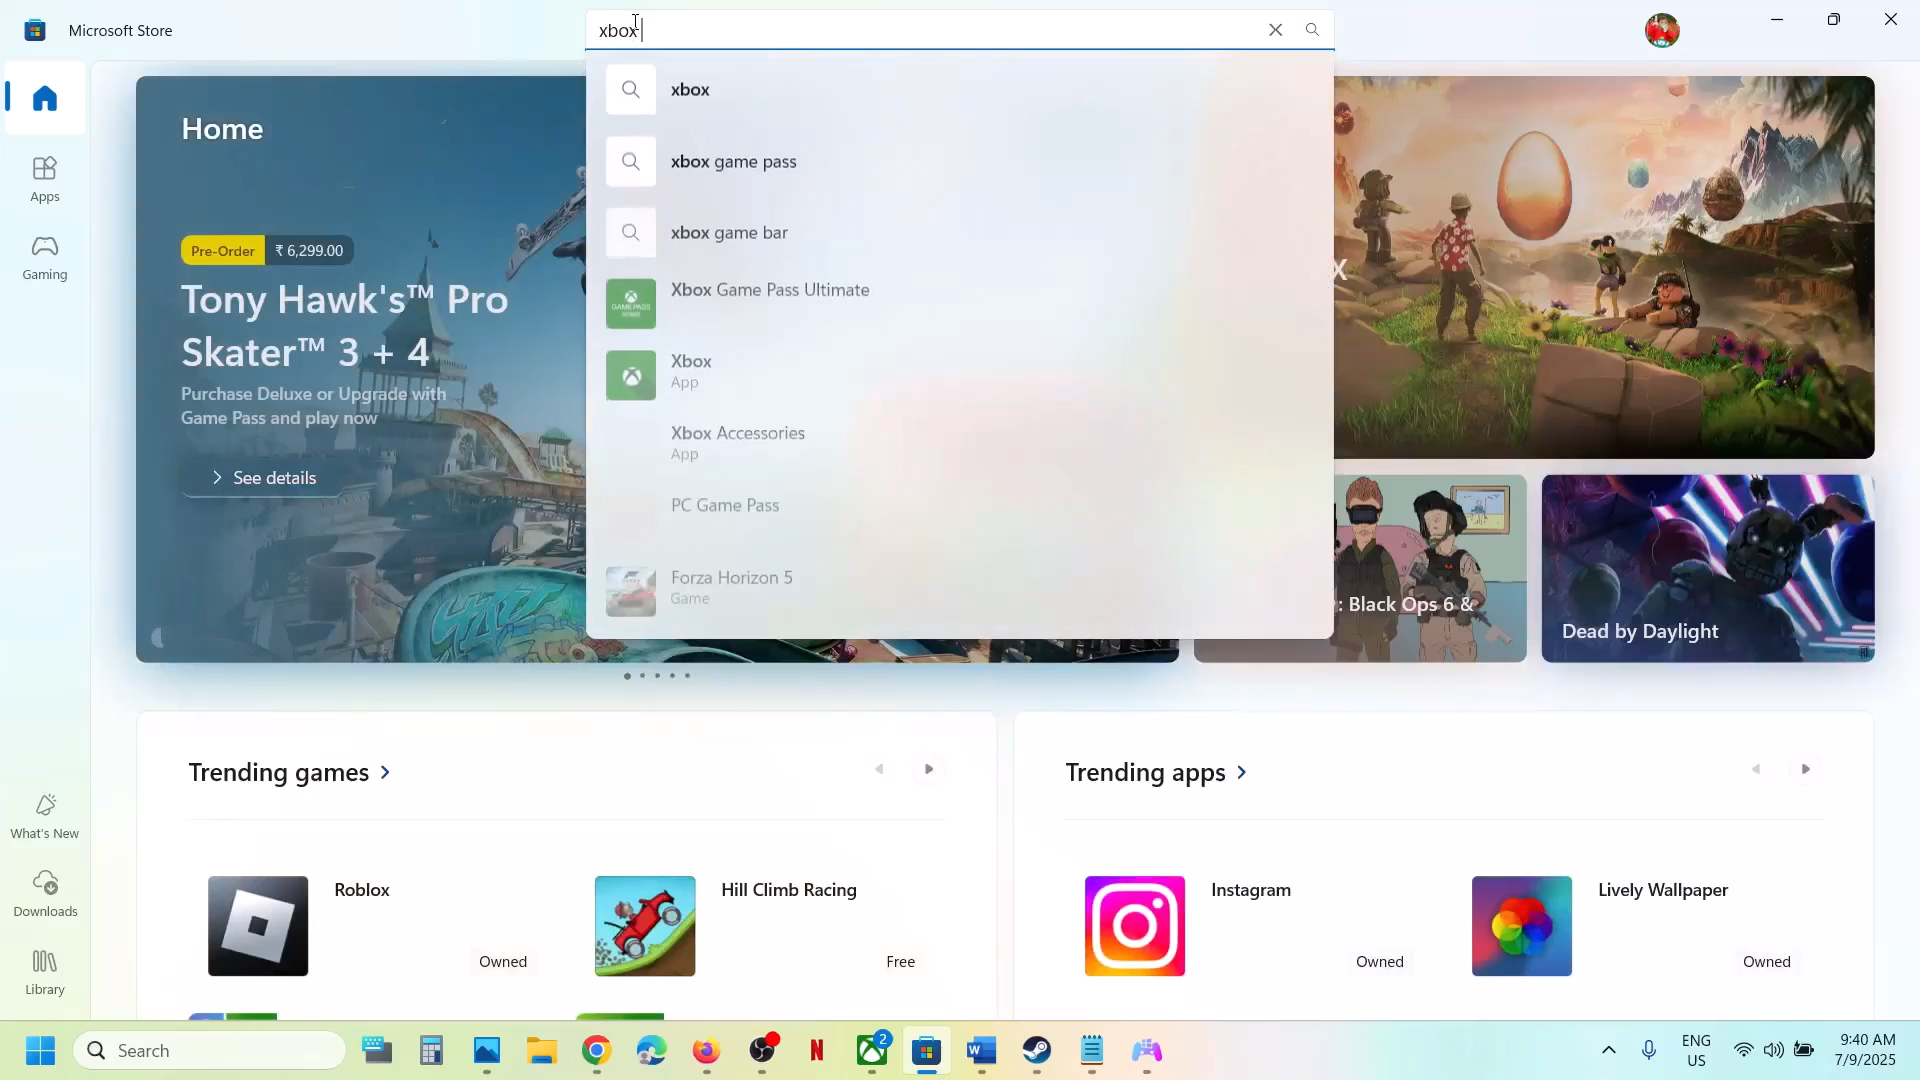 Microsoft Store
xbox
Home
Apps
Gaming
What's New
Downloads
Library
Home
Pre-Order ₹ 6,299.00
Tony Hawk's™ Pro
Skater™ 3 + 4
Purchase Deluxe or Upgrade with
Game Pass and play now
See details
xbox
xbox game pass
xbox game bar
Xbox Game Pass Ultimate
Xbox
App
Xbox Accessories
App
PC Game Pass
Forza Horizon 5
Game
X
: Black Ops 6 &
Dead by Daylight
Trending games
Roblox
Owned
Hill Climb Racing
Free
Trending apps
Instagram
Owned
Lively Wallpaper
Owned
Search
2
ENG
US
9:40 AM
7/9/2025